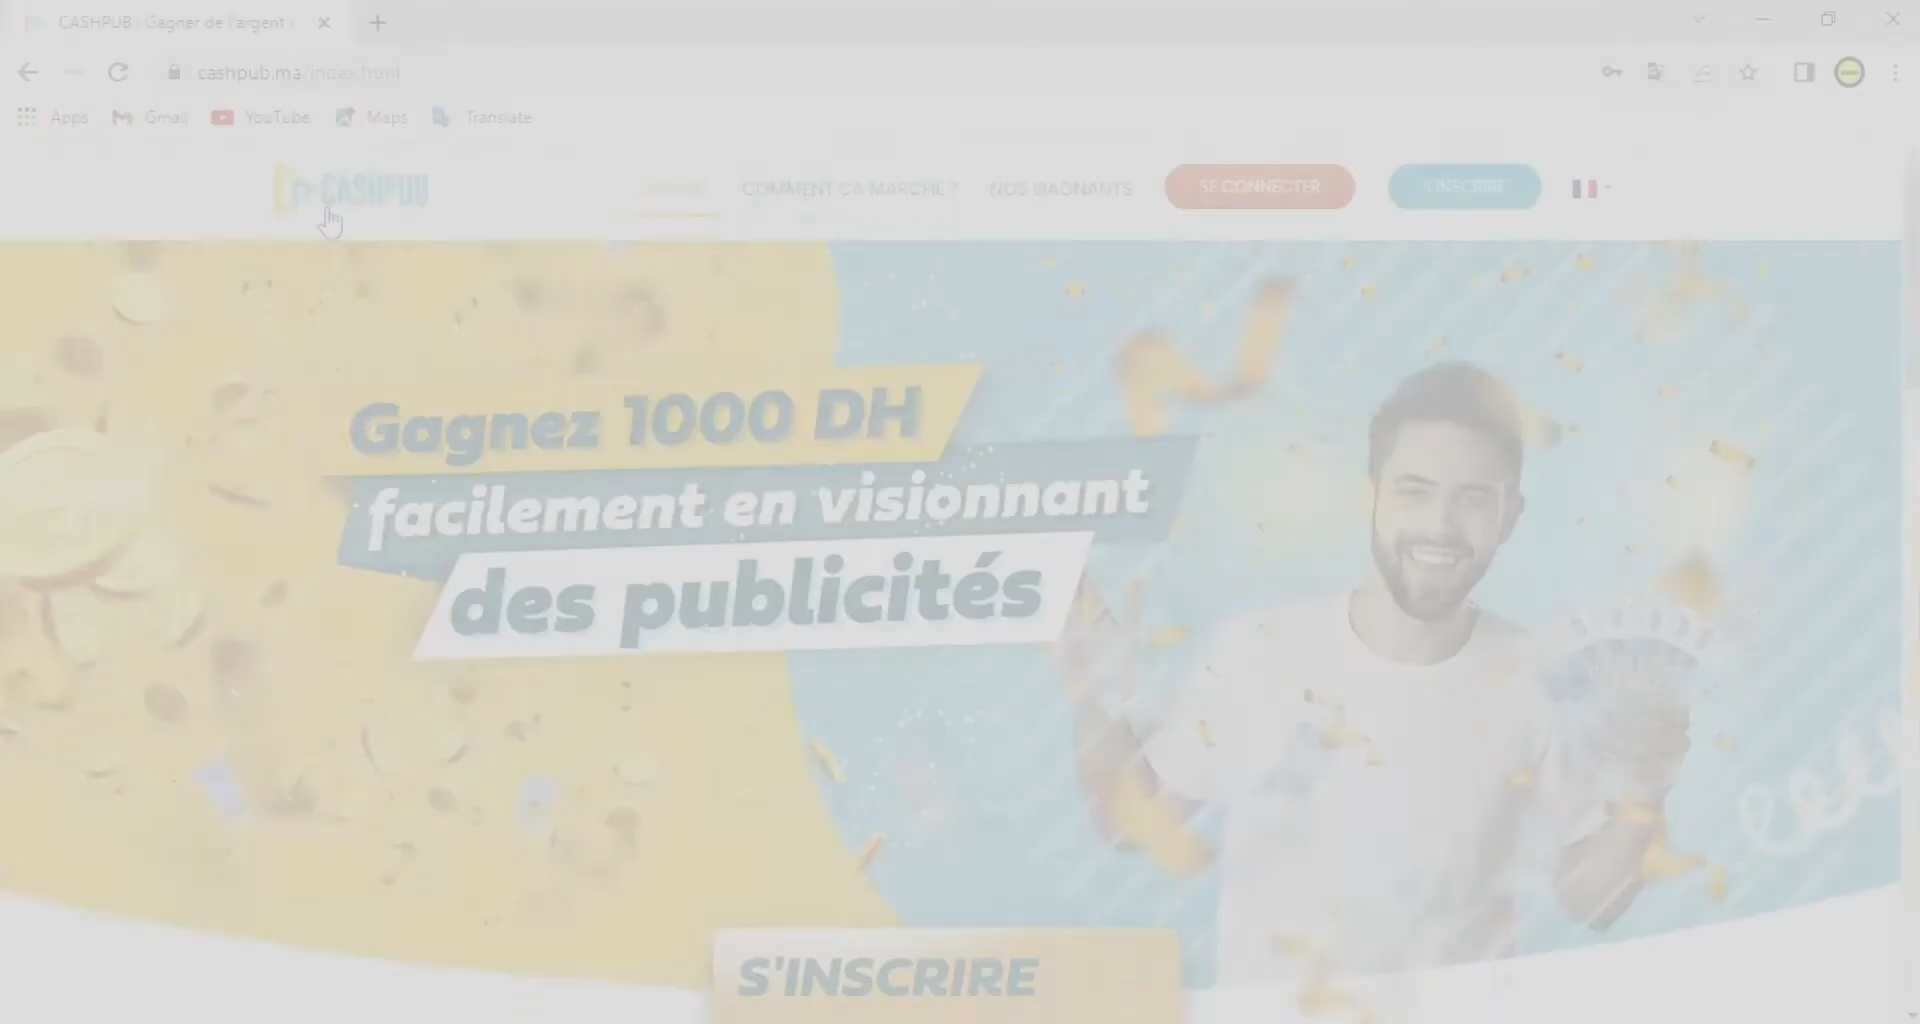 CASHPUB : Gagner de l'argent
cashpub.ma/index.html
Apps Gmail YouTube Maps Translate
CASHPUB
COMMENT ÇA MARCHE ? NOS GAGNANTS SE CONNECTER S'INSCRIRE
Gagnez 1000 DH
facilement en visionnant
des publicités
S'INSCRIRE